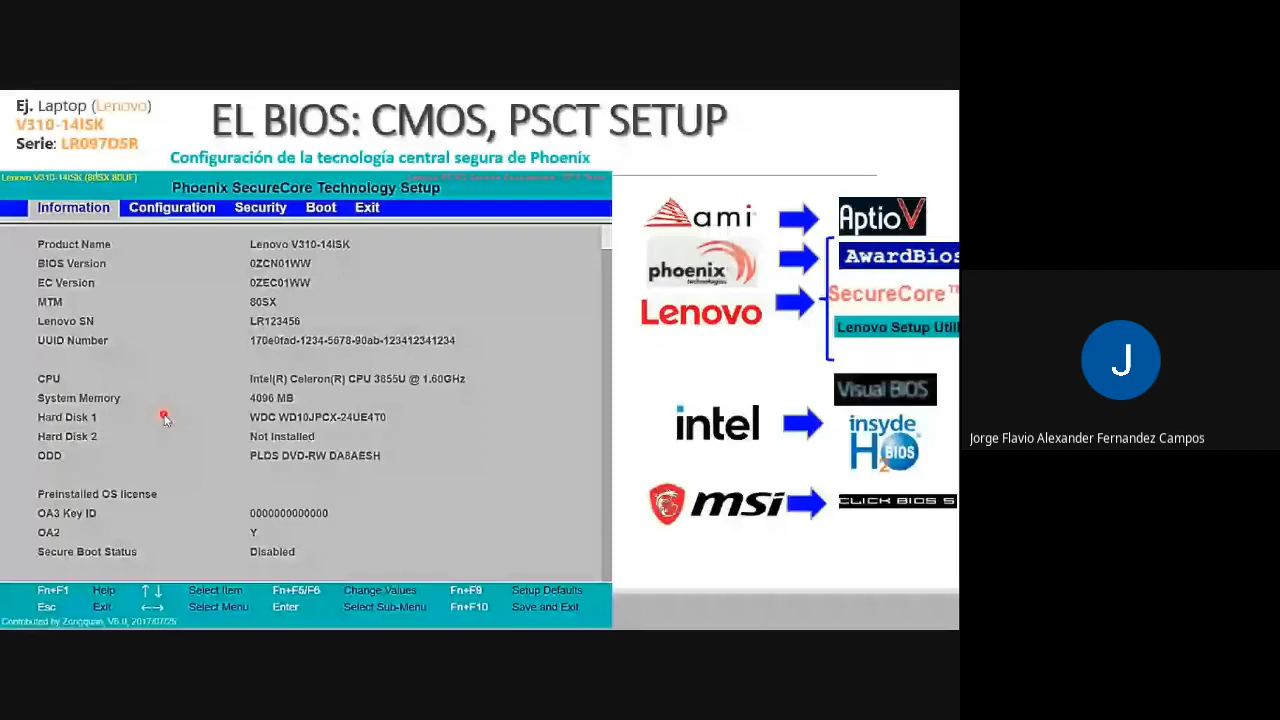 Ej. Laptop (Lenovo)
V310-14ISK
Serie: LR097D5R
EL BIOS: CMOS, PSCT SETUP
Configuración de la tecnología central segura de Phoenix
Lenovo V310-14ISK (80SX 80UF)
Phoenix SecureCore Technology Setup
Information Configuration Security Boot Exit
Product Name Lenovo V310-14ISK
BIOS Version 0ZCN01WW
EC Version 0ZEC01WW
MTM 80SX
Lenovo SN LR123456
UUID Number 170e0fad-1234-5678-90ab-123412341234
CPU Intel(R) Celeron(R) CPU 3855U @ 1.60GHz
System Memory 4096 MB
Hard Disk 1 WDC WD10JPCX-24UE4T0
Hard Disk 2 Not Installed
ODD PLDS DVD-RW DA8AESH
Preinstalled OS license
OA3 Key ID 0000000000000
OA2 Y
Secure Boot Status Disabled
Fn+F1 Help ↑ ↓ Select Item Fn+F5/F6 Change Values Fn+F9 Setup Defaults
Esc Exit ←→ Select Menu Enter Select Sub-Menu Fn+F10 Save and Exit
Contributed by Zongquan, V6.0, 2017/07/25
ami
Aptio V
phoenix
technologies
AwardBios
Lenovo
SecureCore™
Lenovo Setup Util
intel
Visual BIOS
insyde
H2O BIOS
msi
CLICK BIOS 5
J
Jorge Flavio Alexander Fernandez Campos